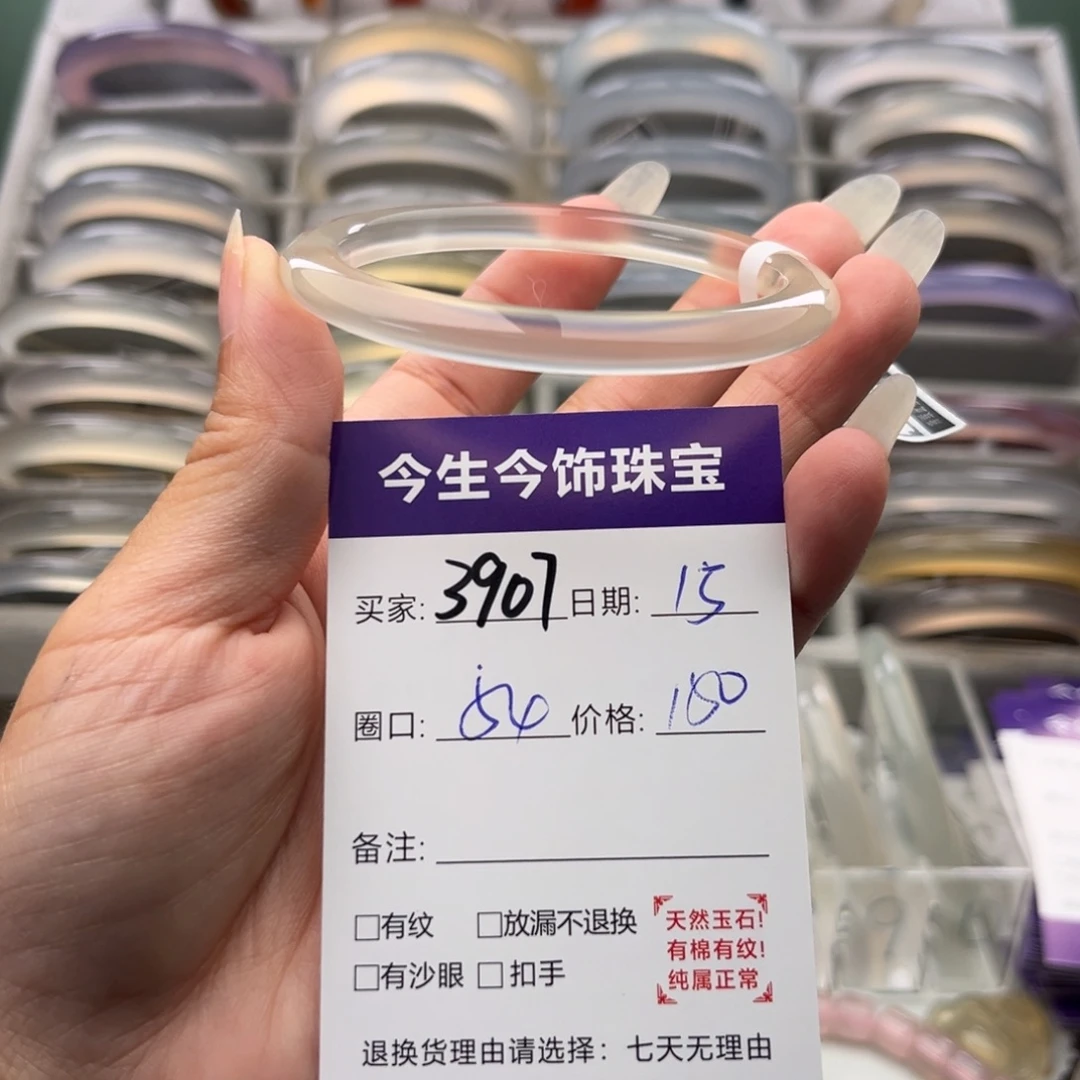 今生今饰珠宝
买家: 3907 日期: 15
圈口: 54 价格: 150
备注:
□有纹 □放漏不退换
□有沙眼 □扣手
天然玉石!
有棉有纹!
纯属正常
退换货理由请选择：七天无理由